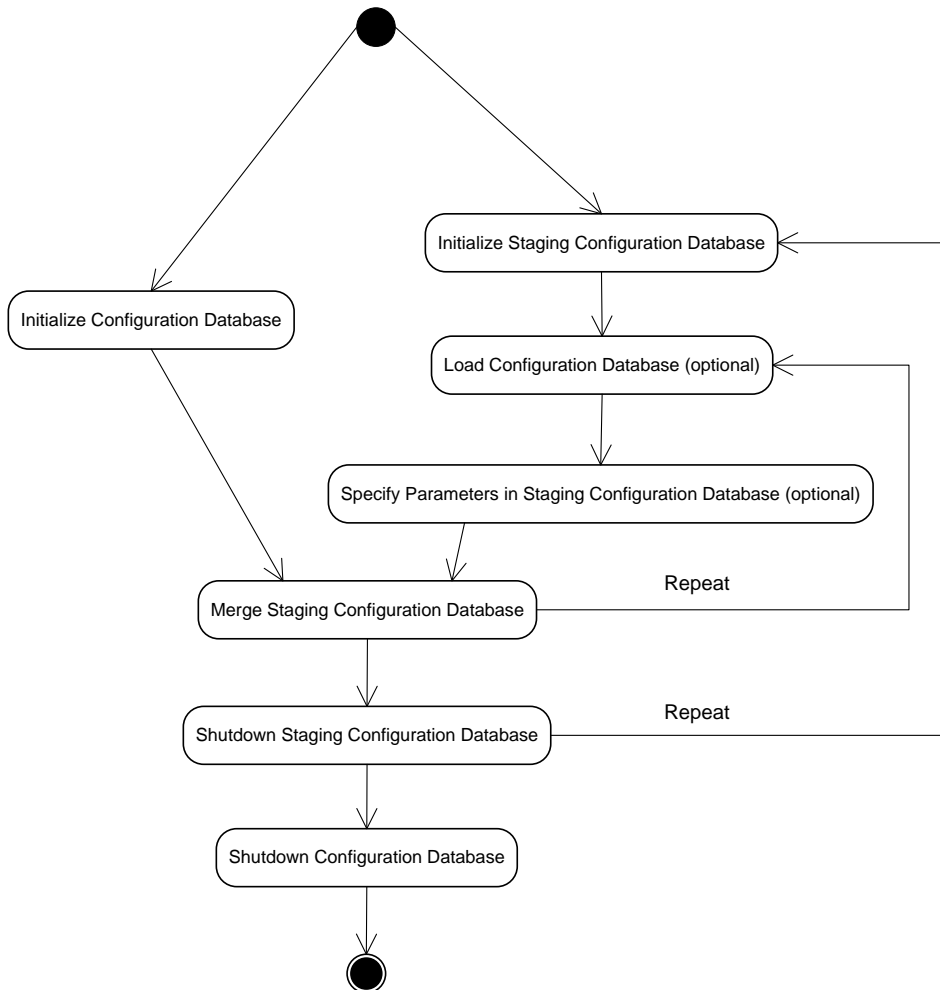 Initialize Staging Configuration Database
Initialize Configuration Database
Load Configuration Database (optional)
Specify Parameters in Staging Configuration Database (optional)
Repeat
Merge Staging Configuration Database
Repeat
Shutdown Staging Configuration Database
Shutdown Configuration Database